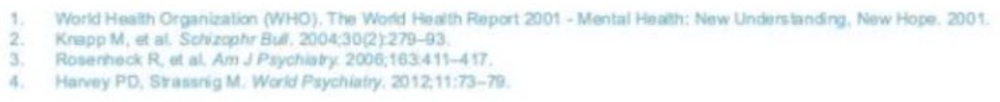 1. World Health Organization (WHO). The World Health Report 2001 - Mental Health: New Understanding, New Hope. 2001.
2. Knapp M, et al. Schizophr Bull. 2004;30(2):279–93.
3. Rosenheck R, et al. Am J Psychiatry. 2006;163:411–417.
4. Harvey PD, Strassnig M. World Psychiatry. 2012;11:73–79.